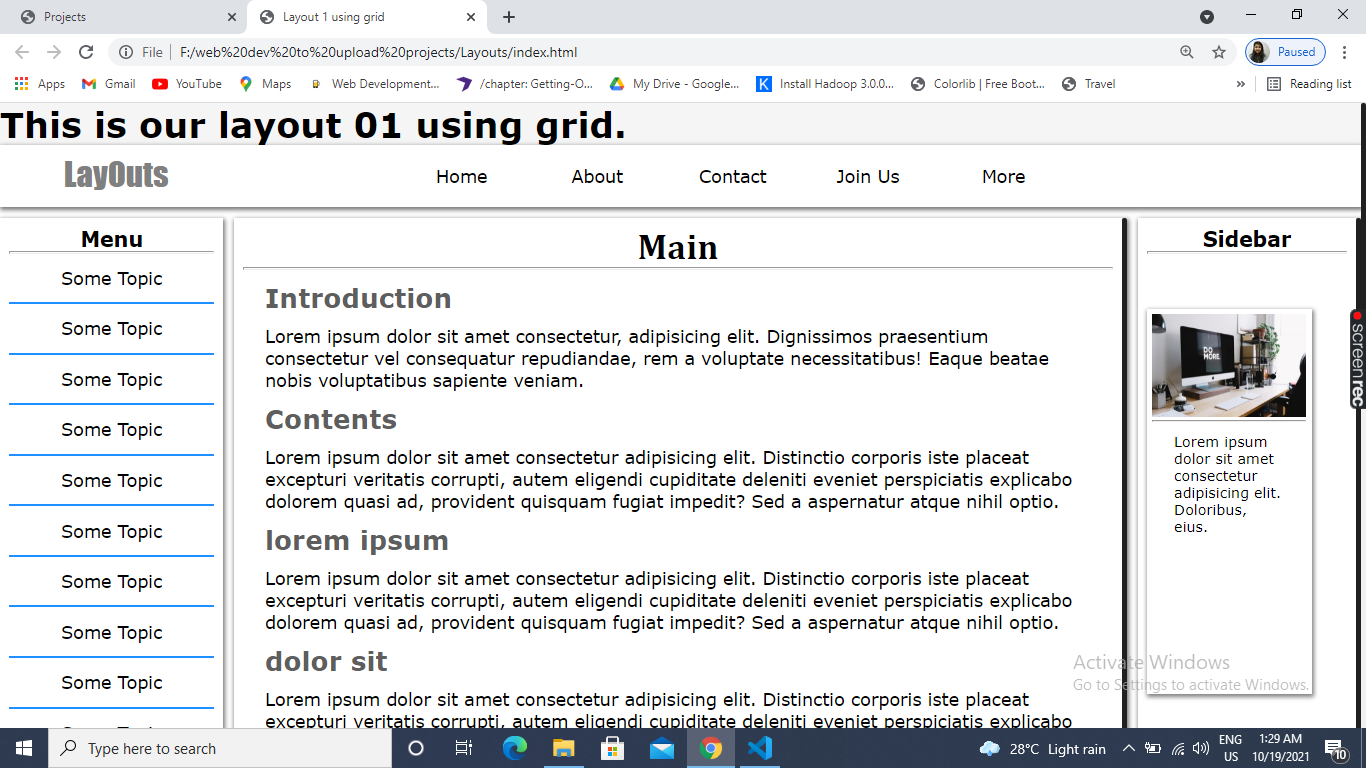 Projects
Layout 1 using grid
File
F:/web%20dev%20to%20upload%20projects/Layouts/index.html
Paused
Apps
Gmail
YouTube
Maps
Web Development...
/chapter: Getting-O...
My Drive - Google...
Install Hadoop 3.0.0...
Colorlib | Free Boot...
Travel
»
Reading list
This is our layout 01 using grid.
LayOuts
Home
About
Contact
Join Us
More
Menu
Some Topic
Some Topic
Some Topic
Some Topic
Some Topic
Some Topic
Some Topic
Some Topic
Some Topic
Main
Introduction
Lorem ipsum dolor sit amet consectetur, adipisicing elit. Dignissimos praesentium
consectetur vel consequatur repudiandae, rem a voluptate necessitatibus! Eaque beatae
nobis voluptatibus sapiente veniam.
Contents
Lorem ipsum dolor sit amet consectetur adipisicing elit. Distinctio corporis iste placeat
excepturi veritatis corrupti, autem eligendi cupiditate deleniti eveniet perspiciatis explicabo
dolorem quasi ad, provident quisquam fugiat impedit? Sed a aspernatur atque nihil optio.
lorem ipsum
Lorem ipsum dolor sit amet consectetur adipisicing elit. Distinctio corporis iste placeat
excepturi veritatis corrupti, autem eligendi cupiditate deleniti eveniet perspiciatis explicabo
dolorem quasi ad, provident quisquam fugiat impedit? Sed a aspernatur atque nihil optio.
dolor sit
Lorem ipsum dolor sit amet consectetur adipisicing elit. Distinctio corporis iste placeat
excepturi veritatis corrupti, autem eligendi cupiditate deleniti eveniet perspiciatis explicabo
Sidebar
DO
MORE.
Lorem ipsum
dolor sit amet
consectetur
adipisicing elit.
Doloribus,
eius.
screenrec
Activate Windows
Go to Settings to activate Windows.
Type here to search
28°C Light rain
ENG
US
1:29 AM
10/19/2021
10